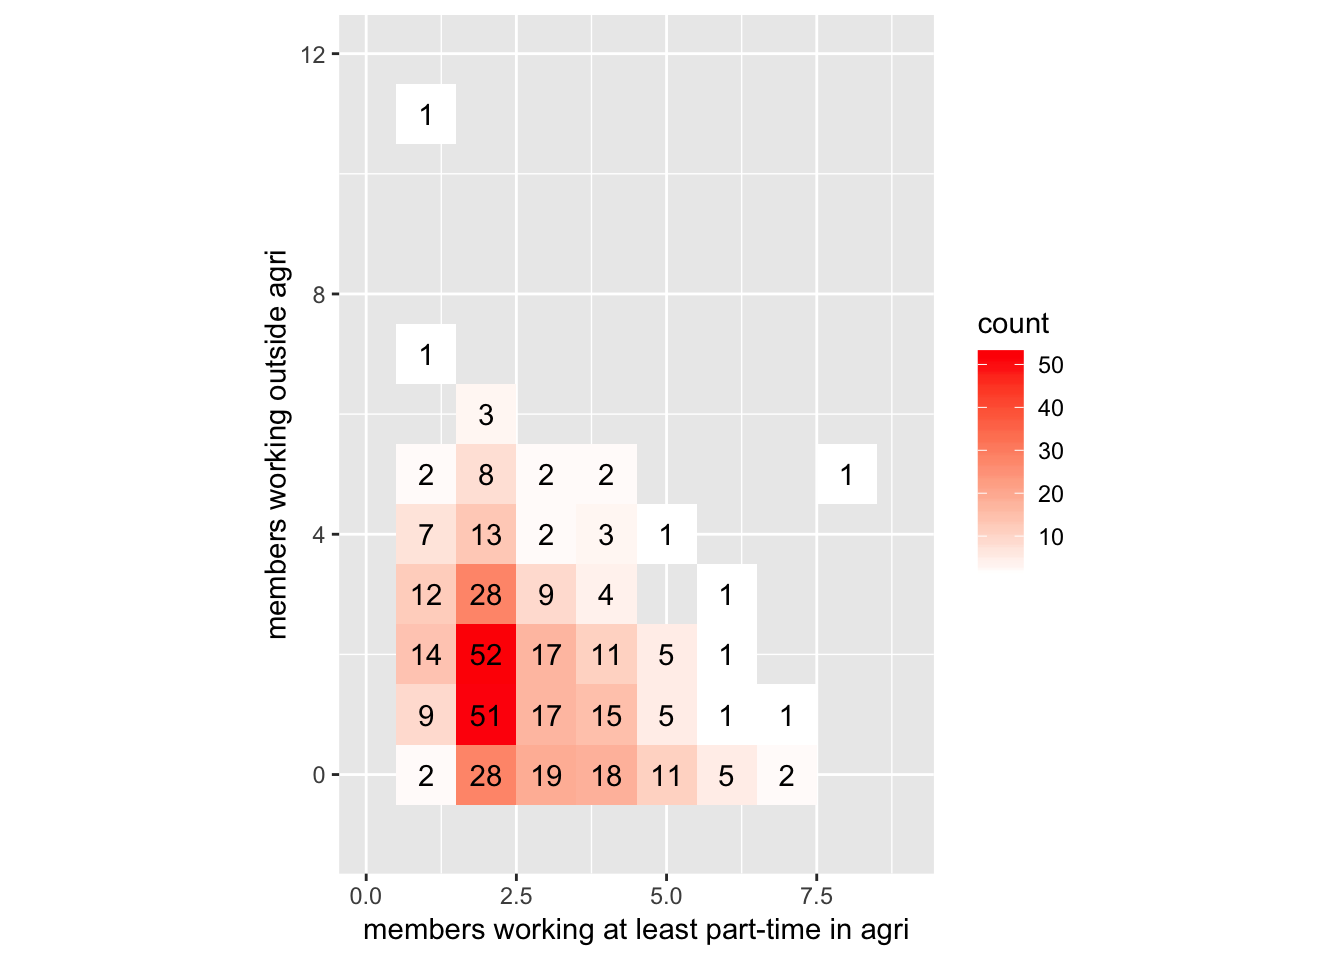 12
1
8
1
3
2 8 2 2 1
4
7 13 2 3 1
12 28 9 4 1
14 52 17 11 5 1
9 51 17 15 5 1 1
0
2 28 19 18 11 5 2
0.0 2.5 5.0 7.5
members working at least part-time in agri
members working outside agri
count
50
40
30
20
10